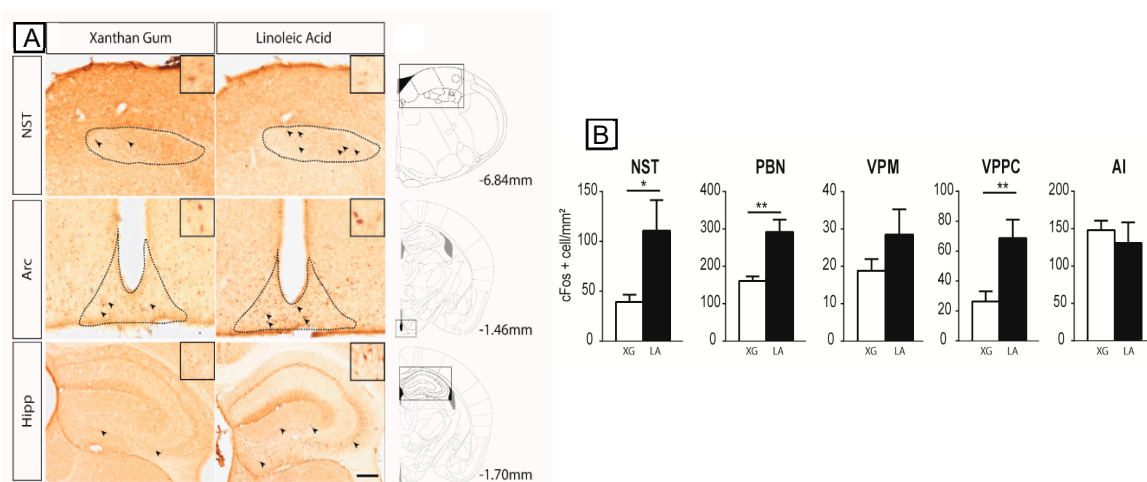 A
Xanthan Gum
Linoleic Acid
NST
-6.84mm
Arc
-1.46mm
Hipp
-1.70mm
B
NST
PBN
VPM
VPPC
AI
cFos + cell/mm²
150
100
50
0
*
XG LA
400
300
200
100
0
**
XG LA
40
30
20
10
0
XG LA
100
80
60
40
20
0
**
XG LA
200
150
100
50
0
XG LA